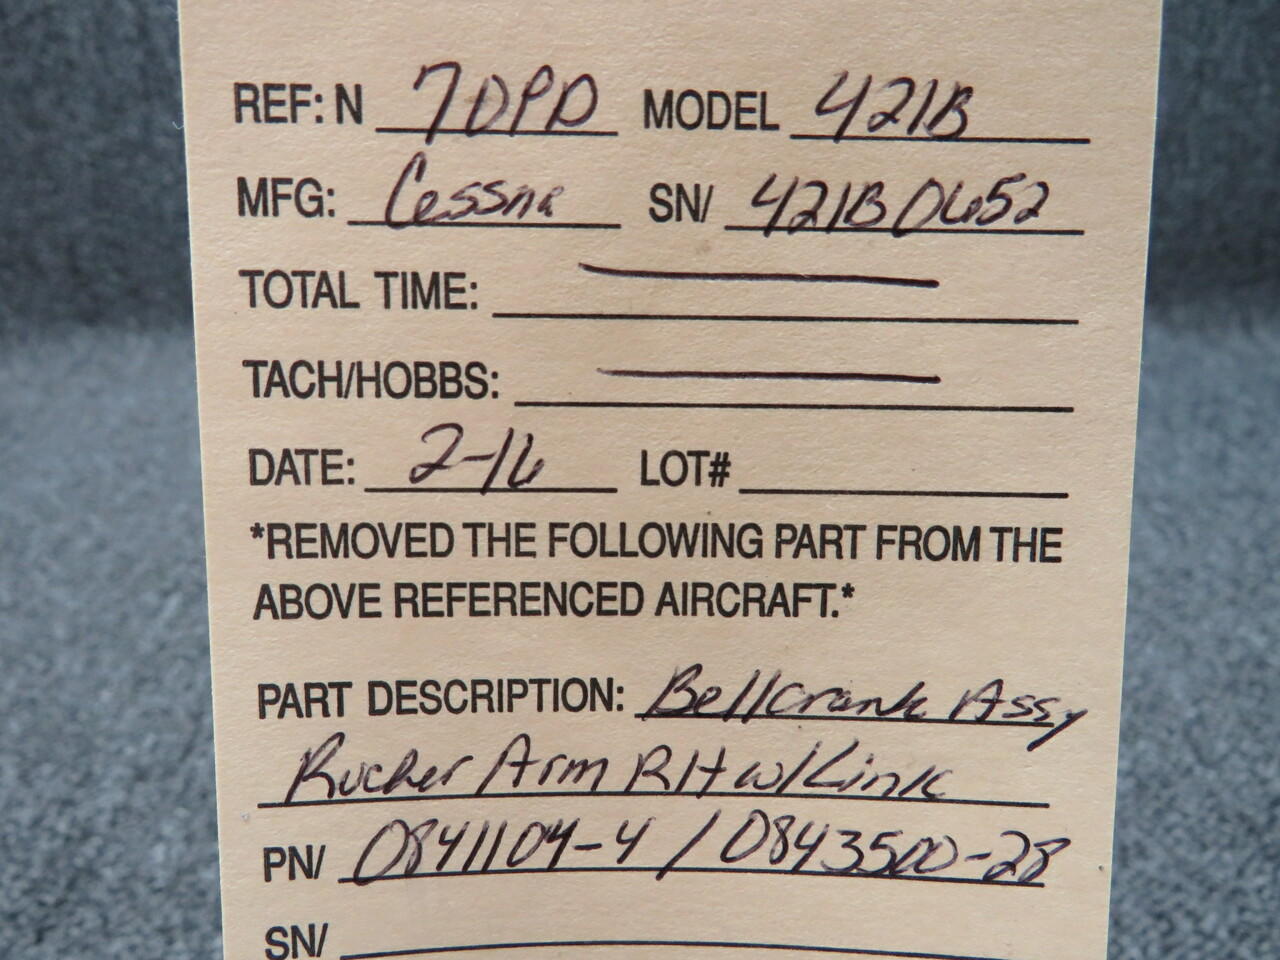 REF: N 70PD MODEL 421B
MFG: Cessna SN/ 421B0652
TOTAL TIME: —
TACH/HOBBS: —
DATE: 2-16 LOT#
*REMOVED THE FOLLOWING PART FROM THE
ABOVE REFERENCED AIRCRAFT.*
PART DESCRIPTION: Bellcrank Assy
Rocker Arm RH w/Link
PN/ 0841104-4 / 0843500-28
SN/